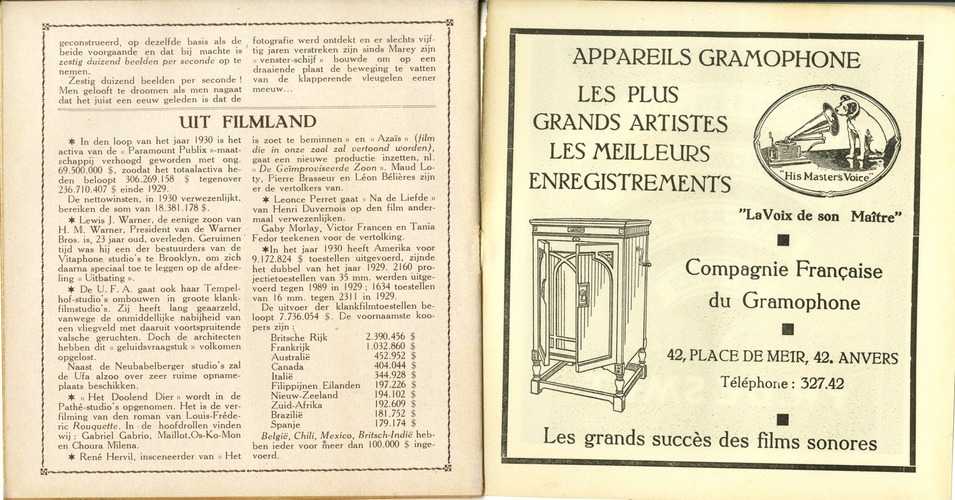 geconstrueerd, op dezelfde basis als de
beide voorgaande en dat bij machte is
zestig duizend beelden per seconde op te
nemen.
Zestig duizend beelden per seconde !
Men gelooft te droomen als men nagaat
dat het juist een eeuw geleden is dat de
fotografie werd ontdekt en er slechts vijf-
tig jaren verstreken zijn sinds Marey zijn
« venster-schijf » bouwde om op een
draaiende plaat de beweging te vatten
van de klapperende vleugelen eener
meeuw...
UIT FILMLAND
✶ In den loop van het jaar 1930 is het
activa van de « Paramount Publix »-maat-
schappij verhoogd geworden met ong.
69.500.000 $, zoodat het totaalactiva he-
den beloopt 306.269.158 $ tegenover
236.710.407 $ einde 1929.
De nettowinsten, in 1930 verwezenlijkt,
bereiken de som van 18.381.178 $.
✶ Lewis J. Warner, de eenige zoon van
H. M. Warner, President van de Warner
Bros. is, 23 jaar oud, overleden. Geruimen
tijd was hij een der bestuurders van de
Vitaphone studio's te Brooklyn, om zich
daarna speciaal toe te leggen op de afdee-
ling « Uitbating ».
✶ De U. F. A. gaat ook haar Tempel-
hof-studio's ombouwen in groote klank-
filmstudio's. Zij heeft lang geaarzeld,
vanwege de onmiddellijke nabijheid van
een vliegveld met daaruit voortspruitende
valsche geruchten. Doch de architecten
hebben dit « geluidsvraagstuk » volkomen
opgelost.
Naast de Neubabelberger studio's zal
de Ufa alzoo over zeer ruime opname-
plaats beschikken.
✶ « Het Doolend Dier » wordt in de
Pathé-studio's opgenomen. Het is de ver-
filming van den roman van Louis-Fréde-
ric Rouquette. In de hoofdrollen vinden
wij : Gabriel Gabrio, Maillot,Os-Ko-Mon
en Choura Milena.
✶ René Hervil, insceneerder van « Het
is zoet te beminnen » en « Azaïs » (film
die in onze zaal zal vertoond worden),
gaat een nieuwe productie inzetten, nl.
« De Geïmproviseerde Zoon ». Maud Lo-
ty, Pierre Brasseur en Léon Bélières zijn
er de vertolkers van.
✶ Leonce Perret gaat « Na de Liefde »
van Henri Duvernois op den film ander-
maal verwezenlijken.
Gaby Morlay, Victor Francen en Tania
Fedor teekenen voor de vertolking.
✶In het jaar 1930 heeft Amerika voor
9.172.824 $ toestellen uitgevoerd, zijnde
het dubbel van het jaar 1929. 2160 pro-
jectietoestellen van 35 mm. werden uitge-
voerd tegen 1989 in 1929 ; 1634 toestellen
van 16 mm. tegen 2311 in 1929.
De uitvoer der klankfilmtoestellen be-
loopt 7.736.054 $. De voornaamste koo-
pers zijn :
Britsche Rijk 2.390.456 $
Frankrijk 1.032.860 $
Australië 452.952 $
Canada 404.044 $
Italië 344.928 $
Filippijnen Eilanden 197.226 $
Nieuw-Zeeland 194.102 $
Zuid-Afrika 192.609 $
Brazilië 181.752 $
Spanje 179.174 $
België, Chili, Mexico, Britsch-Indië heb-
ben ieder voor meer dan 100.000 $ inge-
voerd.
APPAREILS GRAMOPHONE
LES PLUS
GRANDS ARTISTES
LES MEILLEURS
ENREGISTREMENTS
"His Masters Voice"
"La Voix de son Maître"
Compagnie Française
du Gramophone
42, PLACE DE MEIR, 42. ANVERS
Téléphone : 327.42
Les grands succès des films sonores